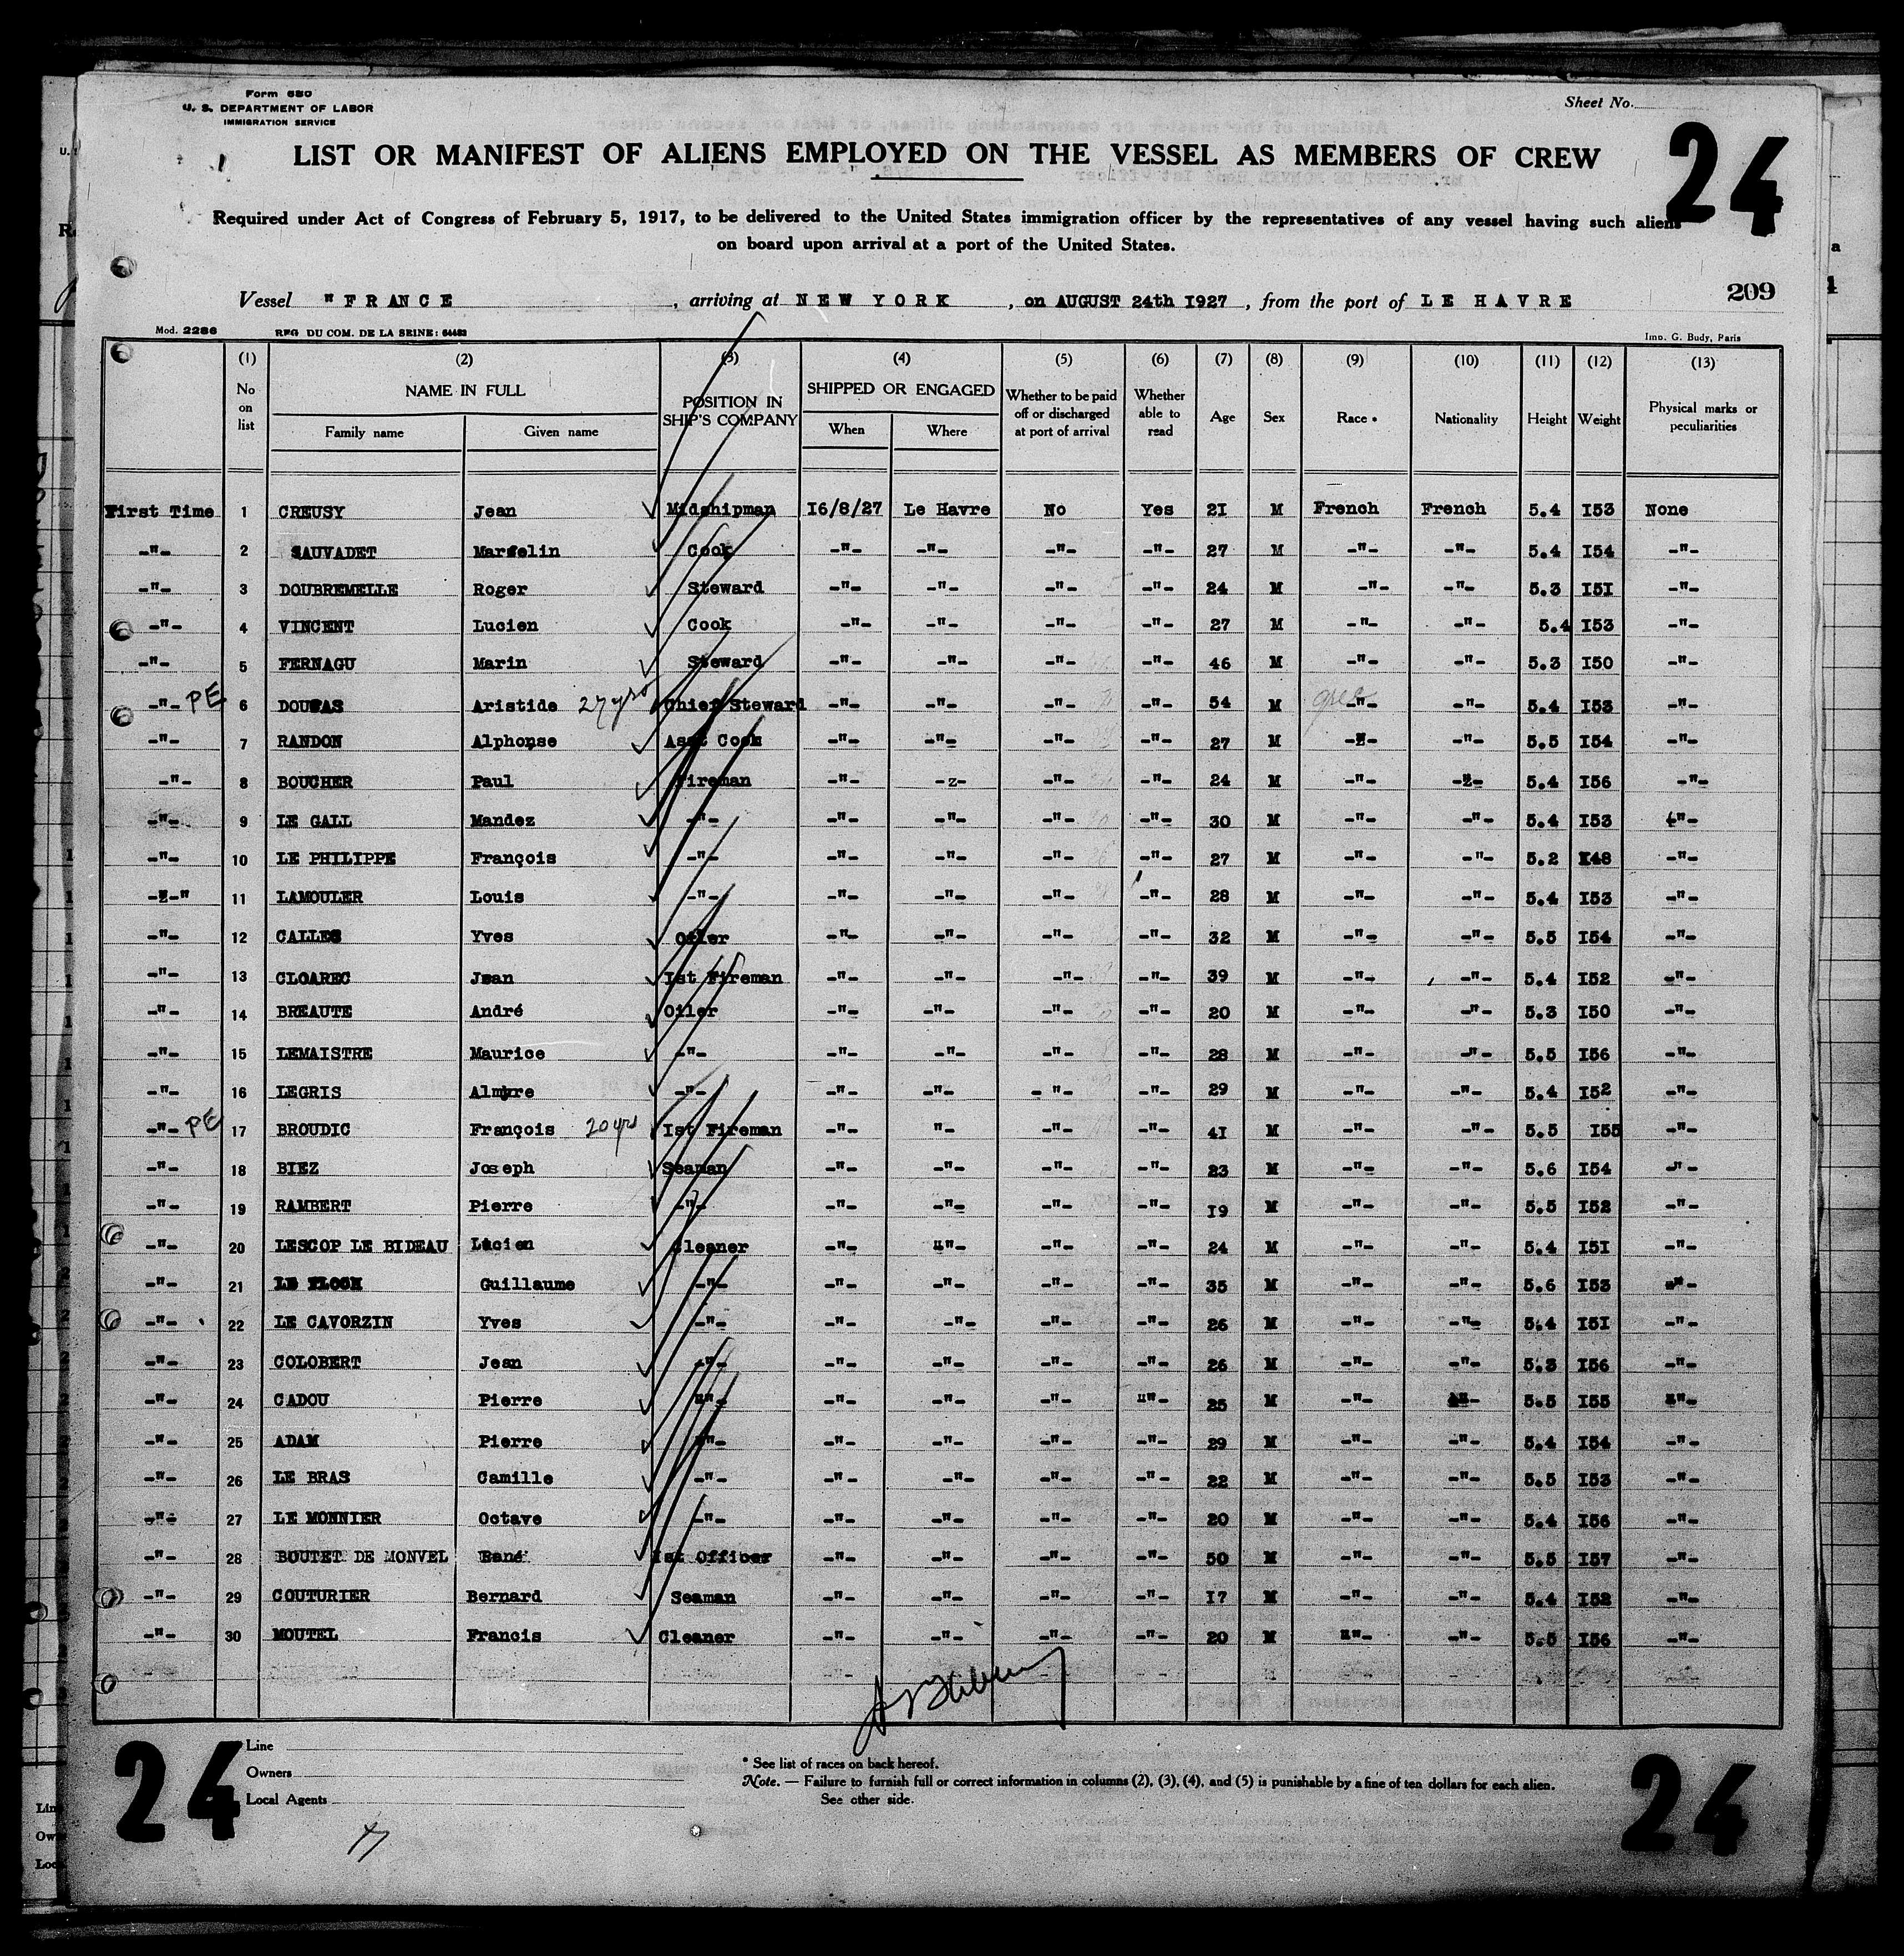 Form 680
U. S. DEPARTMENT OF LABOR
IMMIGRATION SERVICE
Sheet No.
24
LIST OR MANIFEST OF ALIENS EMPLOYED ON THE VESSEL AS MEMBERS OF CREW
Required under Act of Congress of February 5, 1917, to be delivered to the United States immigration officer by the representatives of any vessel having such aliens
on board upon arrival at a port of the United States.
209
Vessel "FRANCE , arriving at NEW YORK , on AUGUST 24th 1927 , from the port of LE HAVRE
Mod. 2286 REG DU COM. DE LA SEINE: 64483 Imp. G. Budy, Paris
(1) (2) (3) (4) (5) (6) (7) (8) (9) (10) (11) (12) (13)
No on list NAME IN FULL Family name Given name POSITION IN SHIP'S COMPANY SHIPPED OR ENGAGED When Where Whether to be paid off or discharged at port of arrival Whether able to read Age Sex Race * Nationality Height Weight Physical marks or peculiarities
First Time 1 CREUSY Jean Midshipman 16/8/27 Le Havre No Yes 21 M French French 5.4 153 None
-"- 2 SAUVADET Marcelin Cook -"- -"- -"- -"- 27 M -"- -"- 5.4 154 -"-
-"- 3 DOUBREMELLE Roger Steward -"- -"- -"- -"- 24 M -"- -"- 5.3 151 -"-
-"- 4 VINCENT Lucien Cook -"- -"- -"- -"- 27 M -"- -"- 5.4 153 -"-
-"- 5 FERNAGU Marin Steward -"- -"- -"- -"- 46 M -"- -"- 5.3 150 -"-
-"- PE 6 Aristide 27 yrs Chief Steward -"- -"- -"- -"- 54 M -"- -"- 5.4 153 -"-
-"- 7 RANDON Alphonse Asst Cook -"- -"- -"- -"- 27 M -"- -"- 5.5 154 -"-
-"- 8 BOUCHER Paul Fireman -"- -z- -"- -"- 24 M -"- -z- 5.4 156 -"-
-"- 9 LE GALL Mandez -"- -"- -"- -"- -"- 30 M -"- -"- 5.4 153 -"-
-"- 10 LE PHILIPPE François -"- -"- -"- -"- -"- 27 M -"- -"- 5.2 148 -"-
-z-" 11 LAMOULER Louis -"- -"- -"- -"- -"- 28 M -"- -"- 5.4 153 -"-
-"- 12 CALLES Yves Oiler -"- -"- -"- -"- 32 M -"- -"- 5.5 154 -"-
-"- 13 CLOAREC Jean 1st Fireman -"- -"- -"- -"- 39 M -"- -"- 5.4 152 -"-
-"- 14 BREAUTE André Oiler -"- -"- -"- -"- 20 M -"- -"- 5.3 150 -"-
-"- 15 LEMAISTRE Maurice -"- -"- -"- -"- -"- 28 M -"- -"- 5.5 156 -"-
-"- 16 LEGRIS Almyre -"- -"- -"- -"- -"- 29 M -"- -"- 5.4 152 -"-
-"- PE 17 BROUDIC François 20 yrs 1st Fireman -"- "- -"- -"- 41 M -"- -"- 5.5 155 -"-
-"- 18 BIEZ Joseph Seaman -"- -"- -"- -"- 23 M -"- -"- 5.6 154 -"-
-"- 19 RAMBERT Pierre -"- -"- -"- -"- -"- 19 M -"- -"- 5.5 152 -"-
-"- 20 LESCOP LE BIDEAU Lucien Cleaner -"- -"- -"- -"- 24 M -"- -"- 5.4 151 -"-
-"- 21 LE FLOCH Guillaume -"- -"- -"- -"- -"- 35 M -"- -"- 5.6 153 -"-
-"- 22 LE CAVORZIN Yves -"- -"- -"- -"- -"- 26 M -"- -"- 5.4 151 -"-
-"- 23 COLOBERT Jean -"- -"- -"- -"- -"- 26 M -"- -"- 5.3 156 -"-
-"- 24 CADOU Pierre -"- -"- -"- -"- -"- 25 M -"- -"- 5.5 155 -"-
-"- 25 ADAM Pierre -"- -"- -"- -"- -"- 29 M -"- -"- 5.4 154 -"-
-"- 26 LE BRAS Camille -"- -"- -"- -"- -"- 22 M -"- -"- 5.5 153 -"-
-"- 27 LE MONNIER Octave -"- -"- -"- -"- -"- 20 M -"- -"- 5.4 156 -"-
-"- 28 BOUTET DE MONVEL René 1st Officer -"- -"- -"- -"- 50 M -"- -"- 5.5 157 -"-
-"- 29 COUTURIER Bernard Seaman -"- -"- -"- -"- 17 M -"- -"- 5.4 152 -"-
-"- 30 MOUTEL Francis Cleaner -"- -"- -"- -"- 20 M -"- -"- 5.5 156 -"-
24
Line
Owners
Local Agents
* See list of races on back hereof.
Note. — Failure to furnish full or correct information in columns (2), (3), (4), and (5) is punishable by a fine of ten dollars for each alien.
See other side.
24